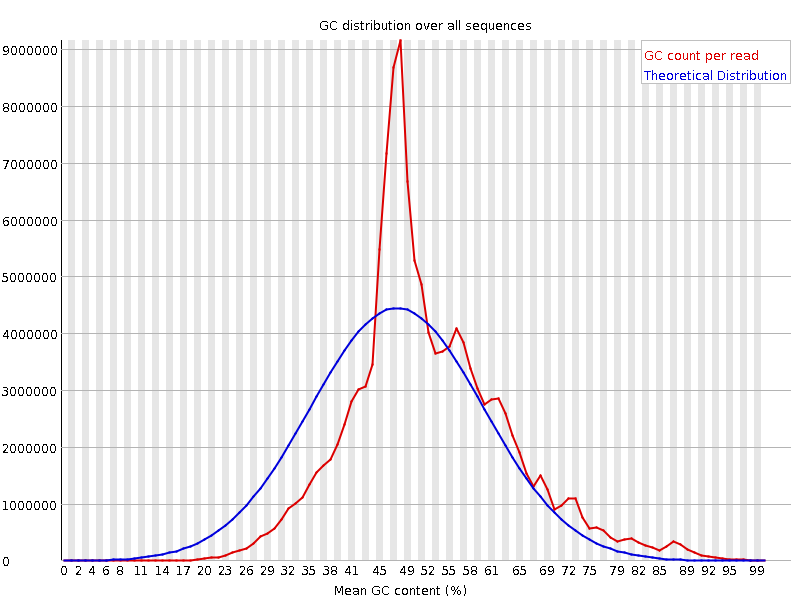 GC distribution over all sequences
GC count per read
Theoretical Distribution
9000000
8000000
7000000
6000000
5000000
4000000
3000000
2000000
1000000
0
0 2 4 6 8 11 14 17 20 23 26 29 32 35 38 41 45 49 52 55 58 61 65 69 72 75 79 82 85 89 92 95 99
Mean GC content (%)